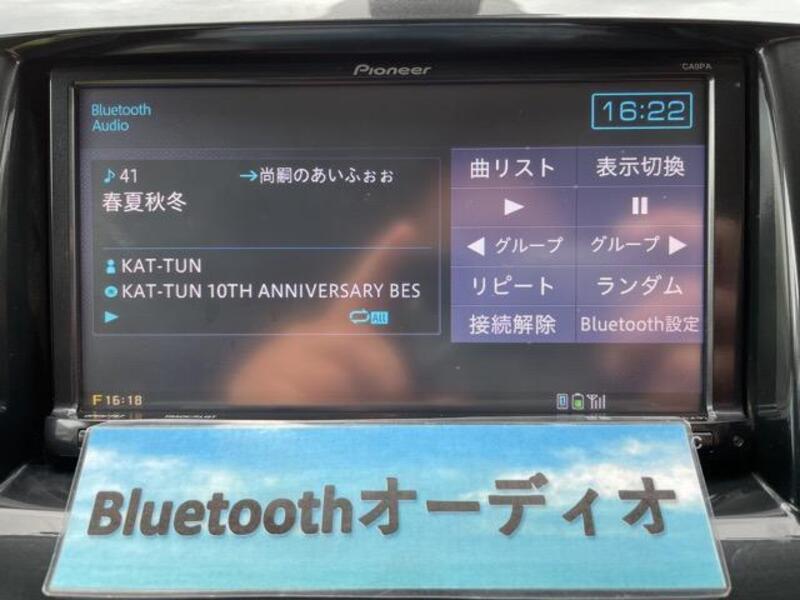 Pioneer
CA9PA
Bluetooth
Audio
16:22
♪41 →尚嗣のあいふぉぉ
春夏秋冬
KAT-TUN
KAT-TUN 10TH ANNIVERSARY BES
All
曲リスト 表示切換
◀ グループ グループ ▶
リピート ランダム
接続解除 Bluetooth設定
F 16:18
Bluetoothオーディオ